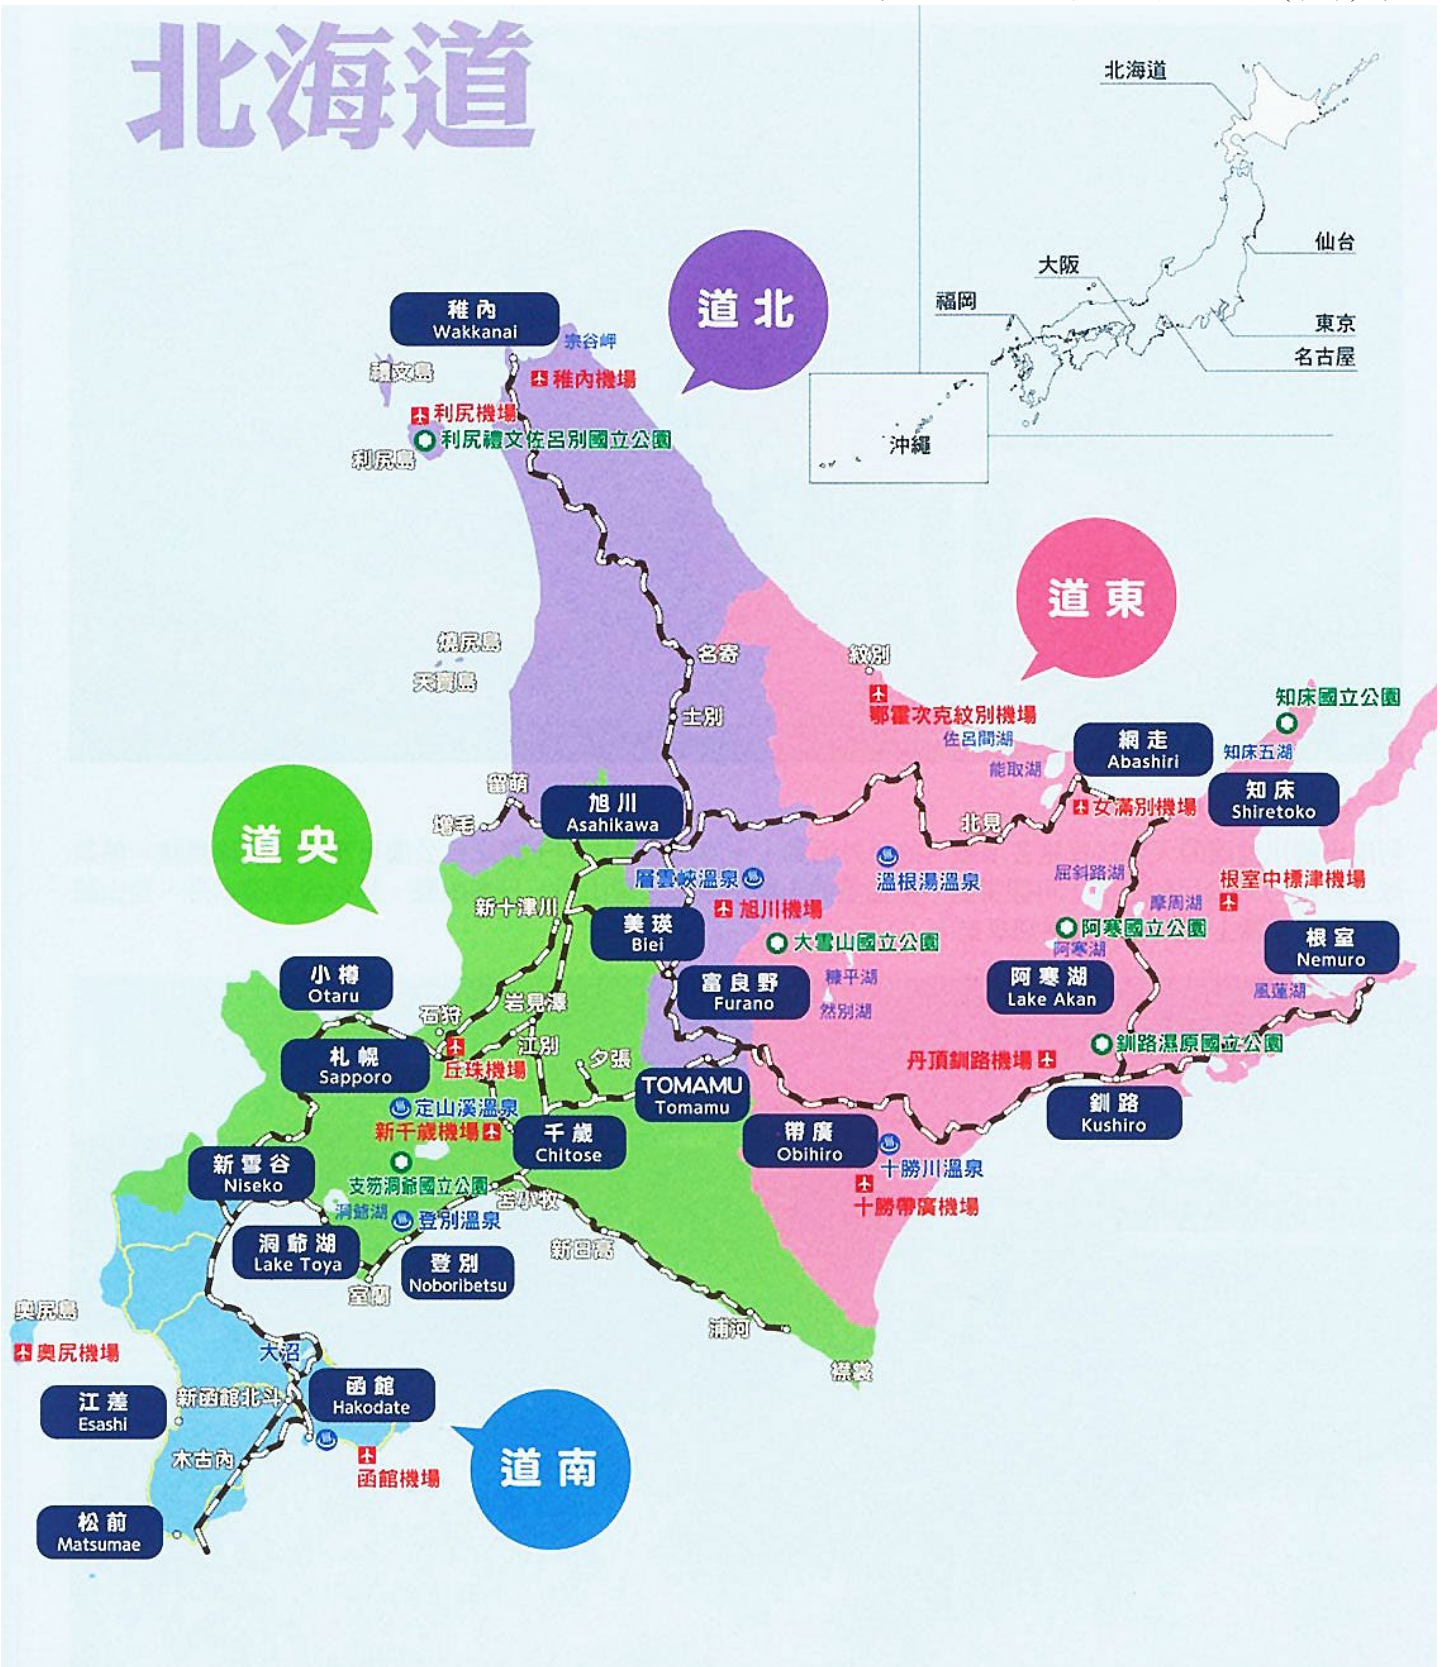 北海道
北海道
仙台
大阪
福岡
東京
名古屋
沖繩
道北
稚內
Wakkanai
宗谷岬
稚內機場
禮文島
利尻機場
利尻禮文佐呂別國立公園
利尻島
道東
燒尻島
天賣島
名寄
士別
紋別
鄂霍次克紋別機場
佐呂間湖
能取湖
網走
Abashiri
女滿別機場
知床國立公園
知床五湖
知床
Shiretoko
留萌
增毛
旭川
Asahikawa
北見
道央
層雲峽溫泉
溫根湯溫泉
屈斜路湖
摩周湖
根室中標津機場
新十津川
美瑛
Biei
旭川機場
大雪山國立公園
阿寒國立公園
阿寒湖
根室
Nemuro
小樽
Otaru
富良野
Furano
糠平湖
然別湖
阿寒湖
Lake Akan
風蓮湖
石狩
岩見澤
江別
夕張
札幌
Sapporo
丘珠機場
丹頂釧路機場
釧路濕原國立公園
TOMAMU
Tomamu
定山溪溫泉
新千歲機場
千歲
Chitose
帶廣
Obihiro
釧路
Kushiro
十勝川溫泉
十勝帶廣機場
新雪谷
Niseko
支笏洞爺國立公園
苫小牧
洞爺湖
登別溫泉
洞爺湖
Lake Toya
登別
Noboribetsu
新日高
室蘭
浦河
襟裳
奧尻島
奧尻機場
大沼
江差
Esashi
新函館北斗
函館
Hakodate
木古內
函館機場
道南
松前
Matsumae